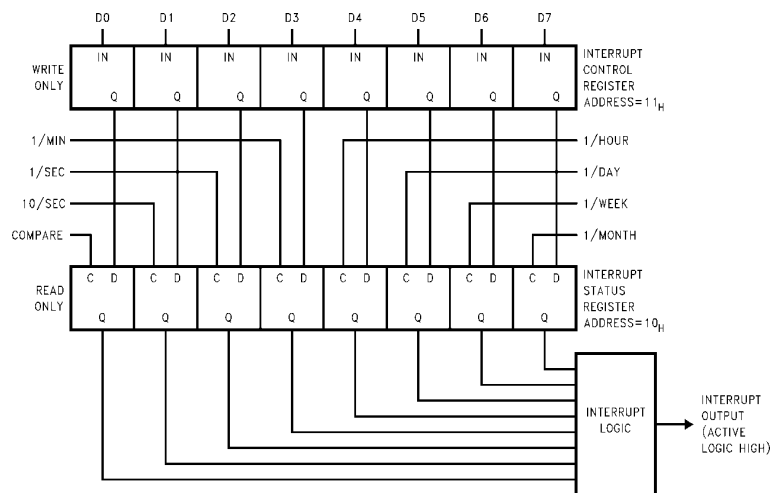 D0 D1 D2 D3 D4 D5 D6 D7
WRITE
ONLY
IN IN IN IN IN IN IN IN
Q Q Q Q Q Q Q Q
INTERRUPT
CONTROL
REGISTER
ADDRESS=11H
1/MIN
1/HOUR
1/SEC
1/DAY
10/SEC
1/WEEK
COMPARE
1/MONTH
READ
ONLY
C D C D C D C D C D C D C D C D
Q Q Q Q Q Q Q Q
INTERRUPT
STATUS
REGISTER
ADDRESS=10H
INTERRUPT
LOGIC
INTERRUPT
OUTPUT
(ACTIVE
LOGIC HIGH)